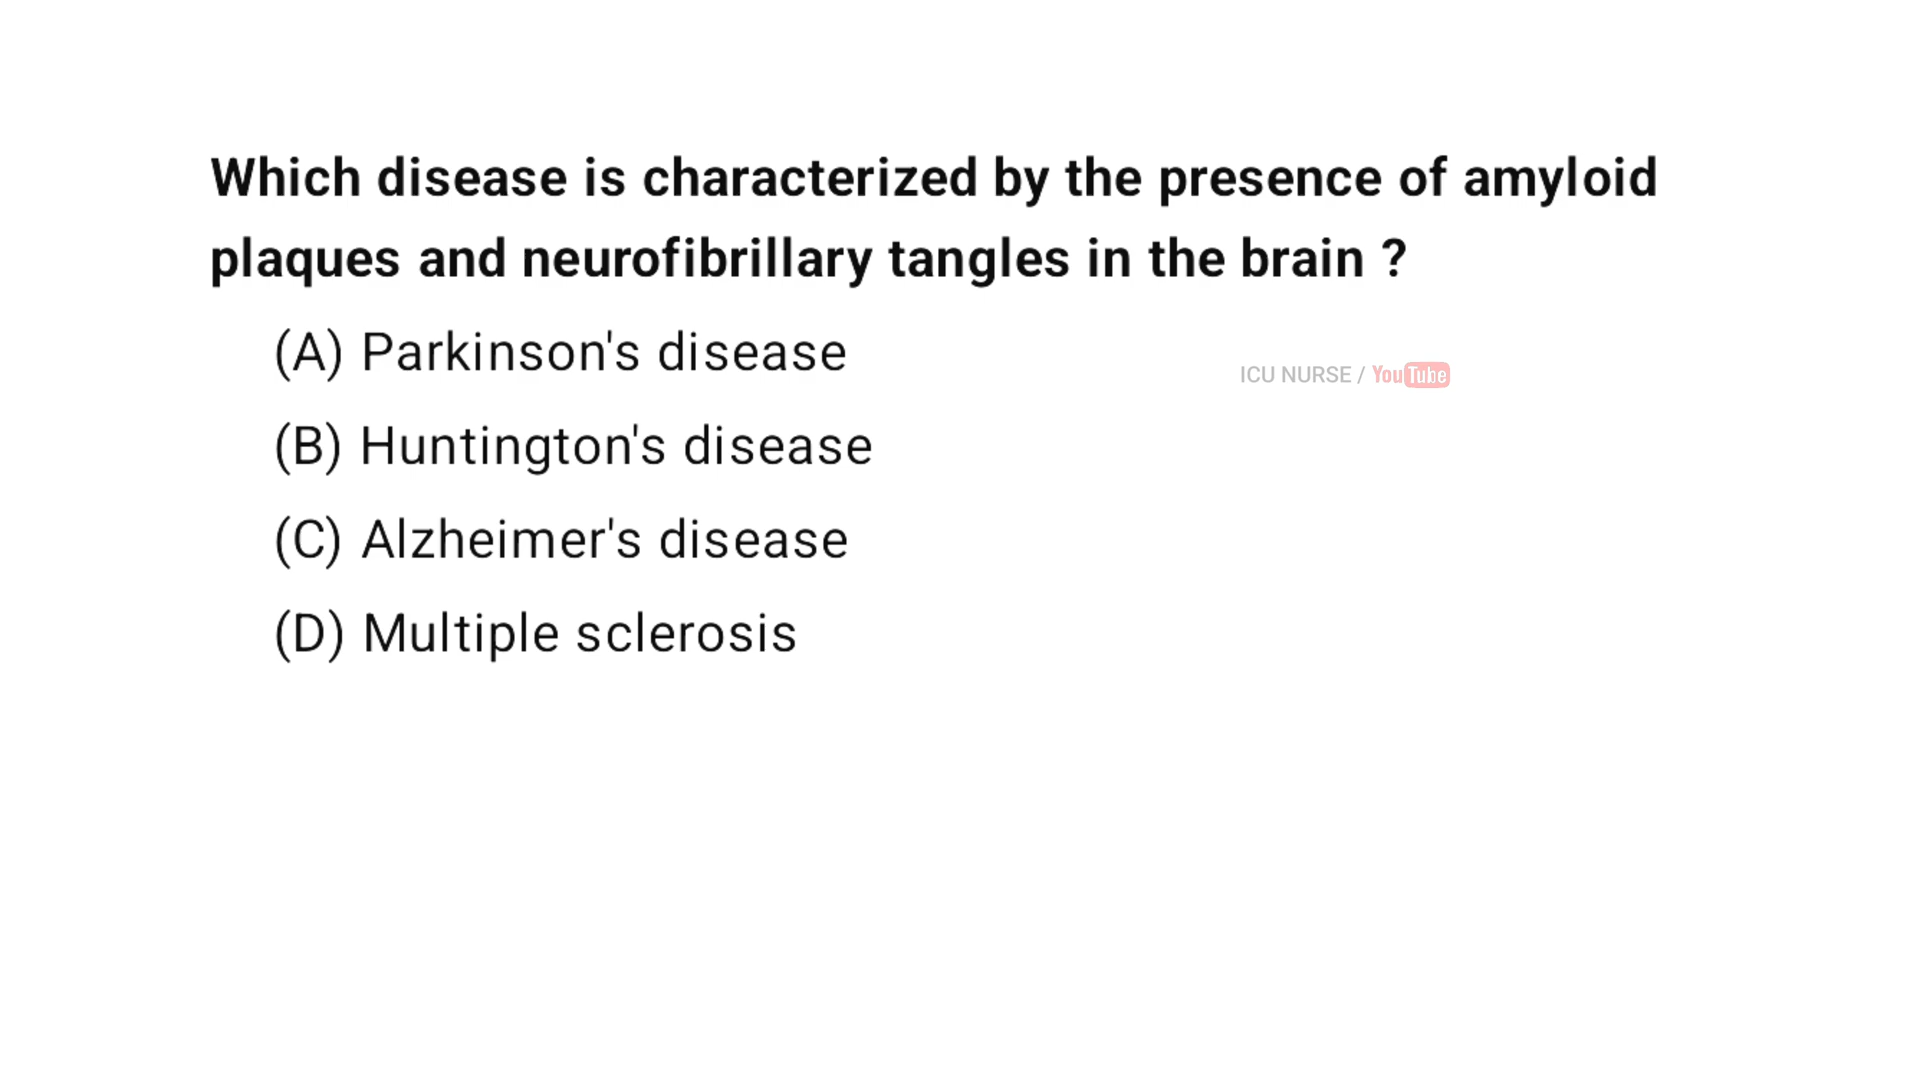 Which disease is characterized by the presence of amyloid
plaques and neurofibrillary tangles in the brain ?
(A) Parkinson's disease
ICU NURSE / YouTube
(B) Huntington's disease
(C) Alzheimer's disease
(D) Multiple sclerosis